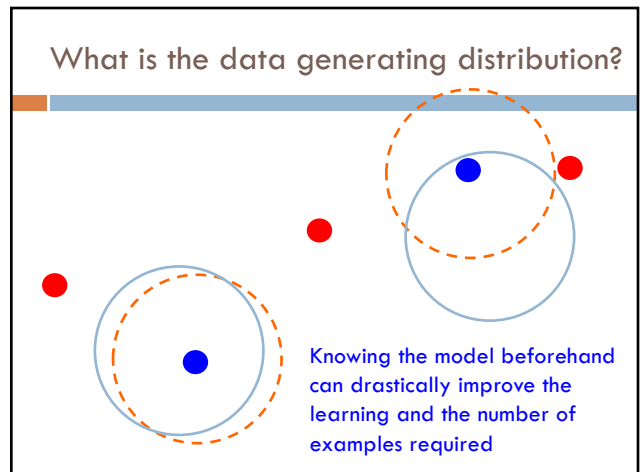 What is the data generating distribution?
Knowing the model beforehand
can drastically improve the
learning and the number of
examples required